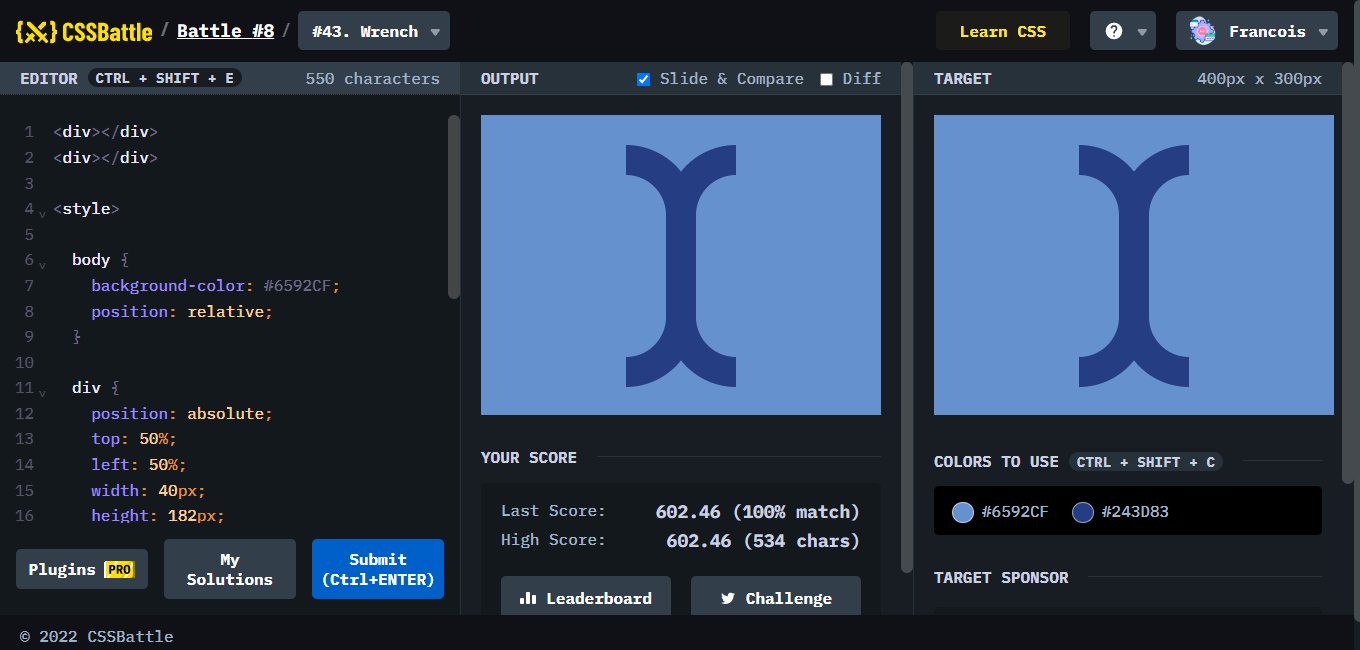 {X} CSSBattle / Battle #8 / #43. Wrench ▼ Learn CSS ? ▼ Francois ▼
EDITOR CTRL + SHIFT + E 550 characters
1 <div></div>
2 <div></div>
3
4 <style>
5
6 body {
7 background-color: #6592CF;
8 position: relative;
9 }
10
11 div {
12 position: absolute;
13 top: 50%;
14 left: 50%;
15 width: 40px;
16 height: 182px;
Plugins PRO
My
Solutions
Submit
(Ctrl+ENTER)
OUTPUT Slide & Compare Diff
YOUR SCORE
Last Score: 602.46 (100% match)
High Score: 602.46 (534 chars)
Leaderboard Challenge
TARGET 400px x 300px
COLORS TO USE CTRL + SHIFT + C
#6592CF #243D83
TARGET SPONSOR
© 2022 CSSBattle